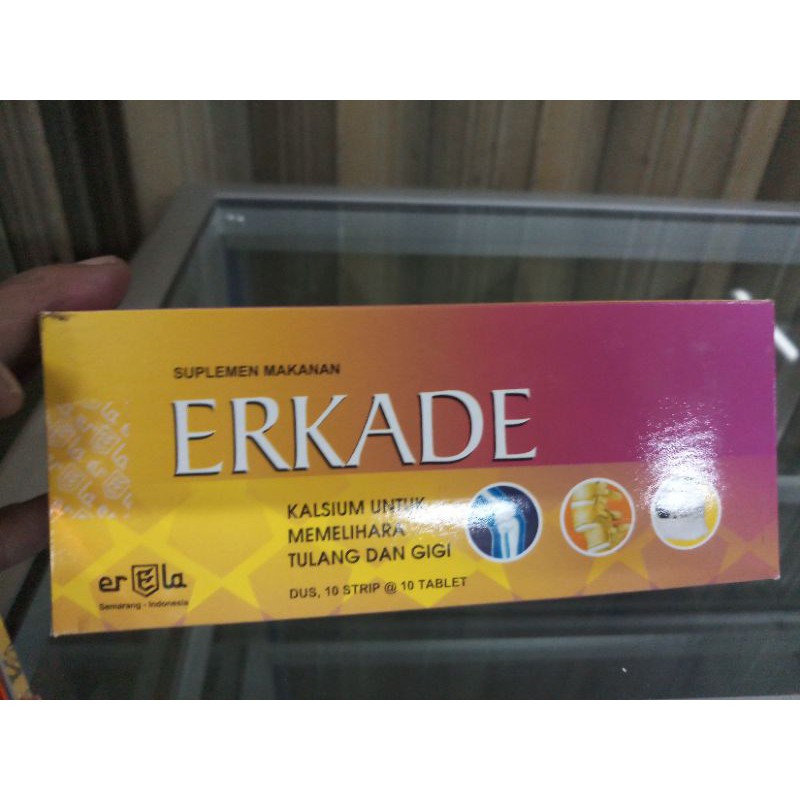 SUPLEMEN MAKANAN
ERKADE
KALSIUM UNTUK
MEMELIHARA
TULANG DAN GIGI
DUS, 10 STRIP @ 10 TABLET
erela
Semarang - Indonesia